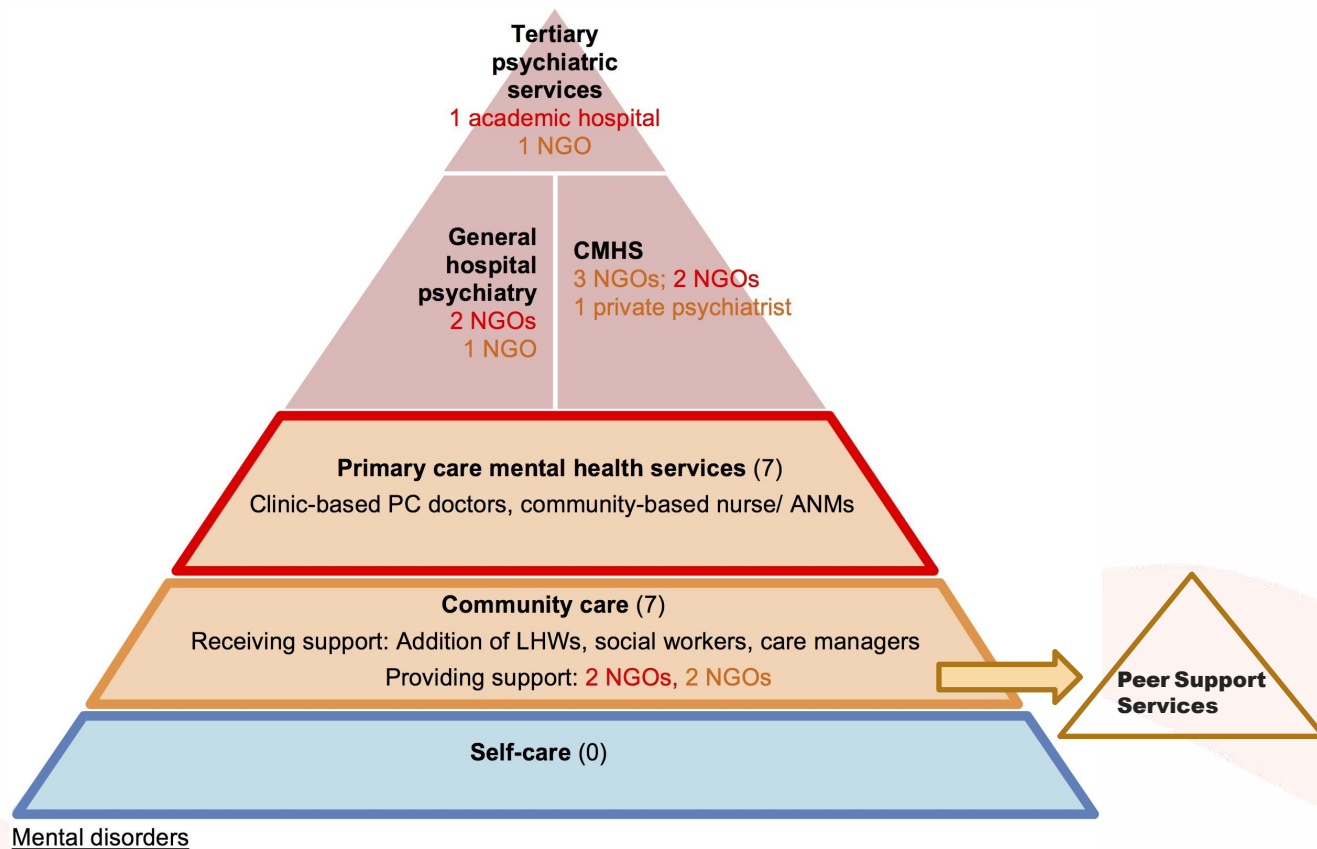 Tertiary
psychiatric
services
1 academic hospital
1 NGO
General
hospital
psychiatry
2 NGOs
1 NGO
CMHS
3 NGOs; 2 NGOs
1 private psychiatrist
Primary care mental health services (7)
Clinic-based PC doctors, community-based nurse/ ANMs
Community care (7)
Receiving support: Addition of LHWs, social workers, care managers
Providing support: 2 NGOs, 2 NGOs
Peer Support
Services
Self-care (0)
Mental disorders